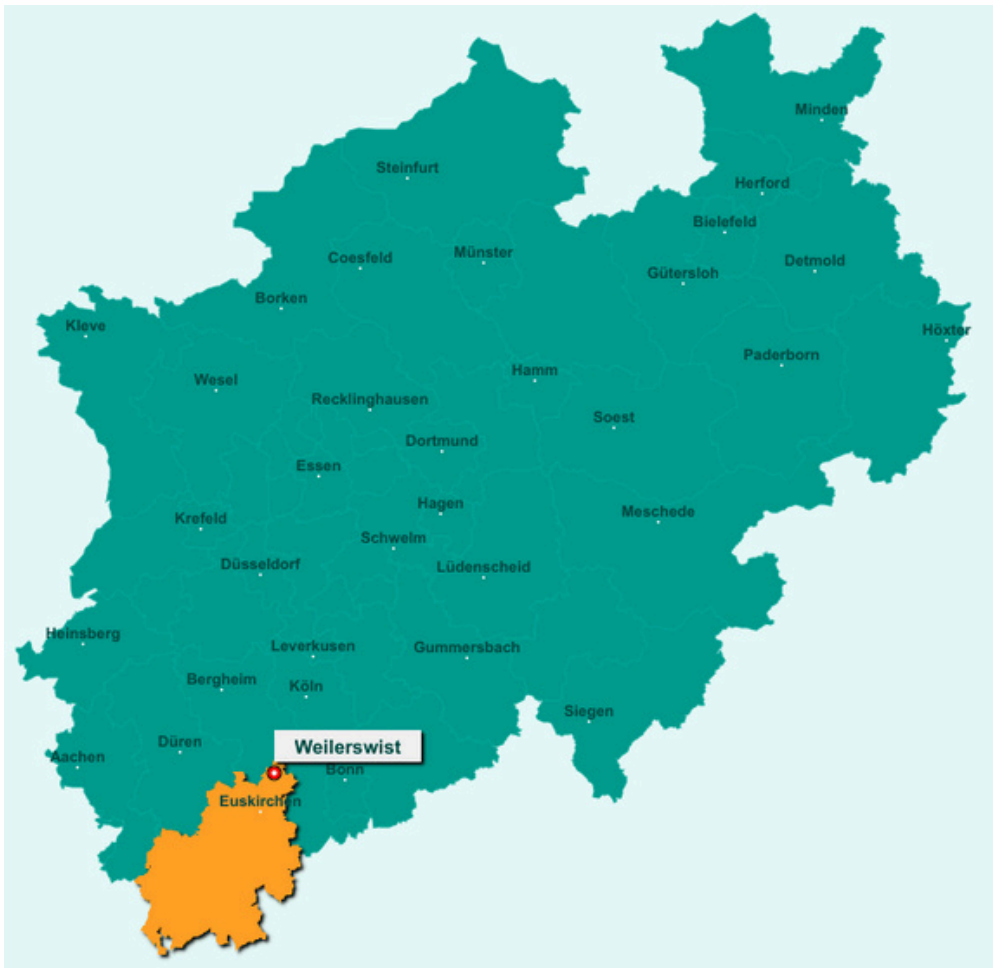 Minden
Steinfurt
Herford
Bielefeld
Münster
Coesfeld
Detmold
Gütersloh
Borken
Kleve
Höxter
Paderborn
Hamm
Wesel
Recklinghausen
Soest
Dortmund
Essen
Hagen
Meschede
Krefeld
Schwelm
Düsseldorf
Lüdenscheid
Heinsberg
Leverkusen
Gummersbach
Bergheim
Köln
Siegen
Düren
Weilerswist
Aachen
Bonn
Euskirchen